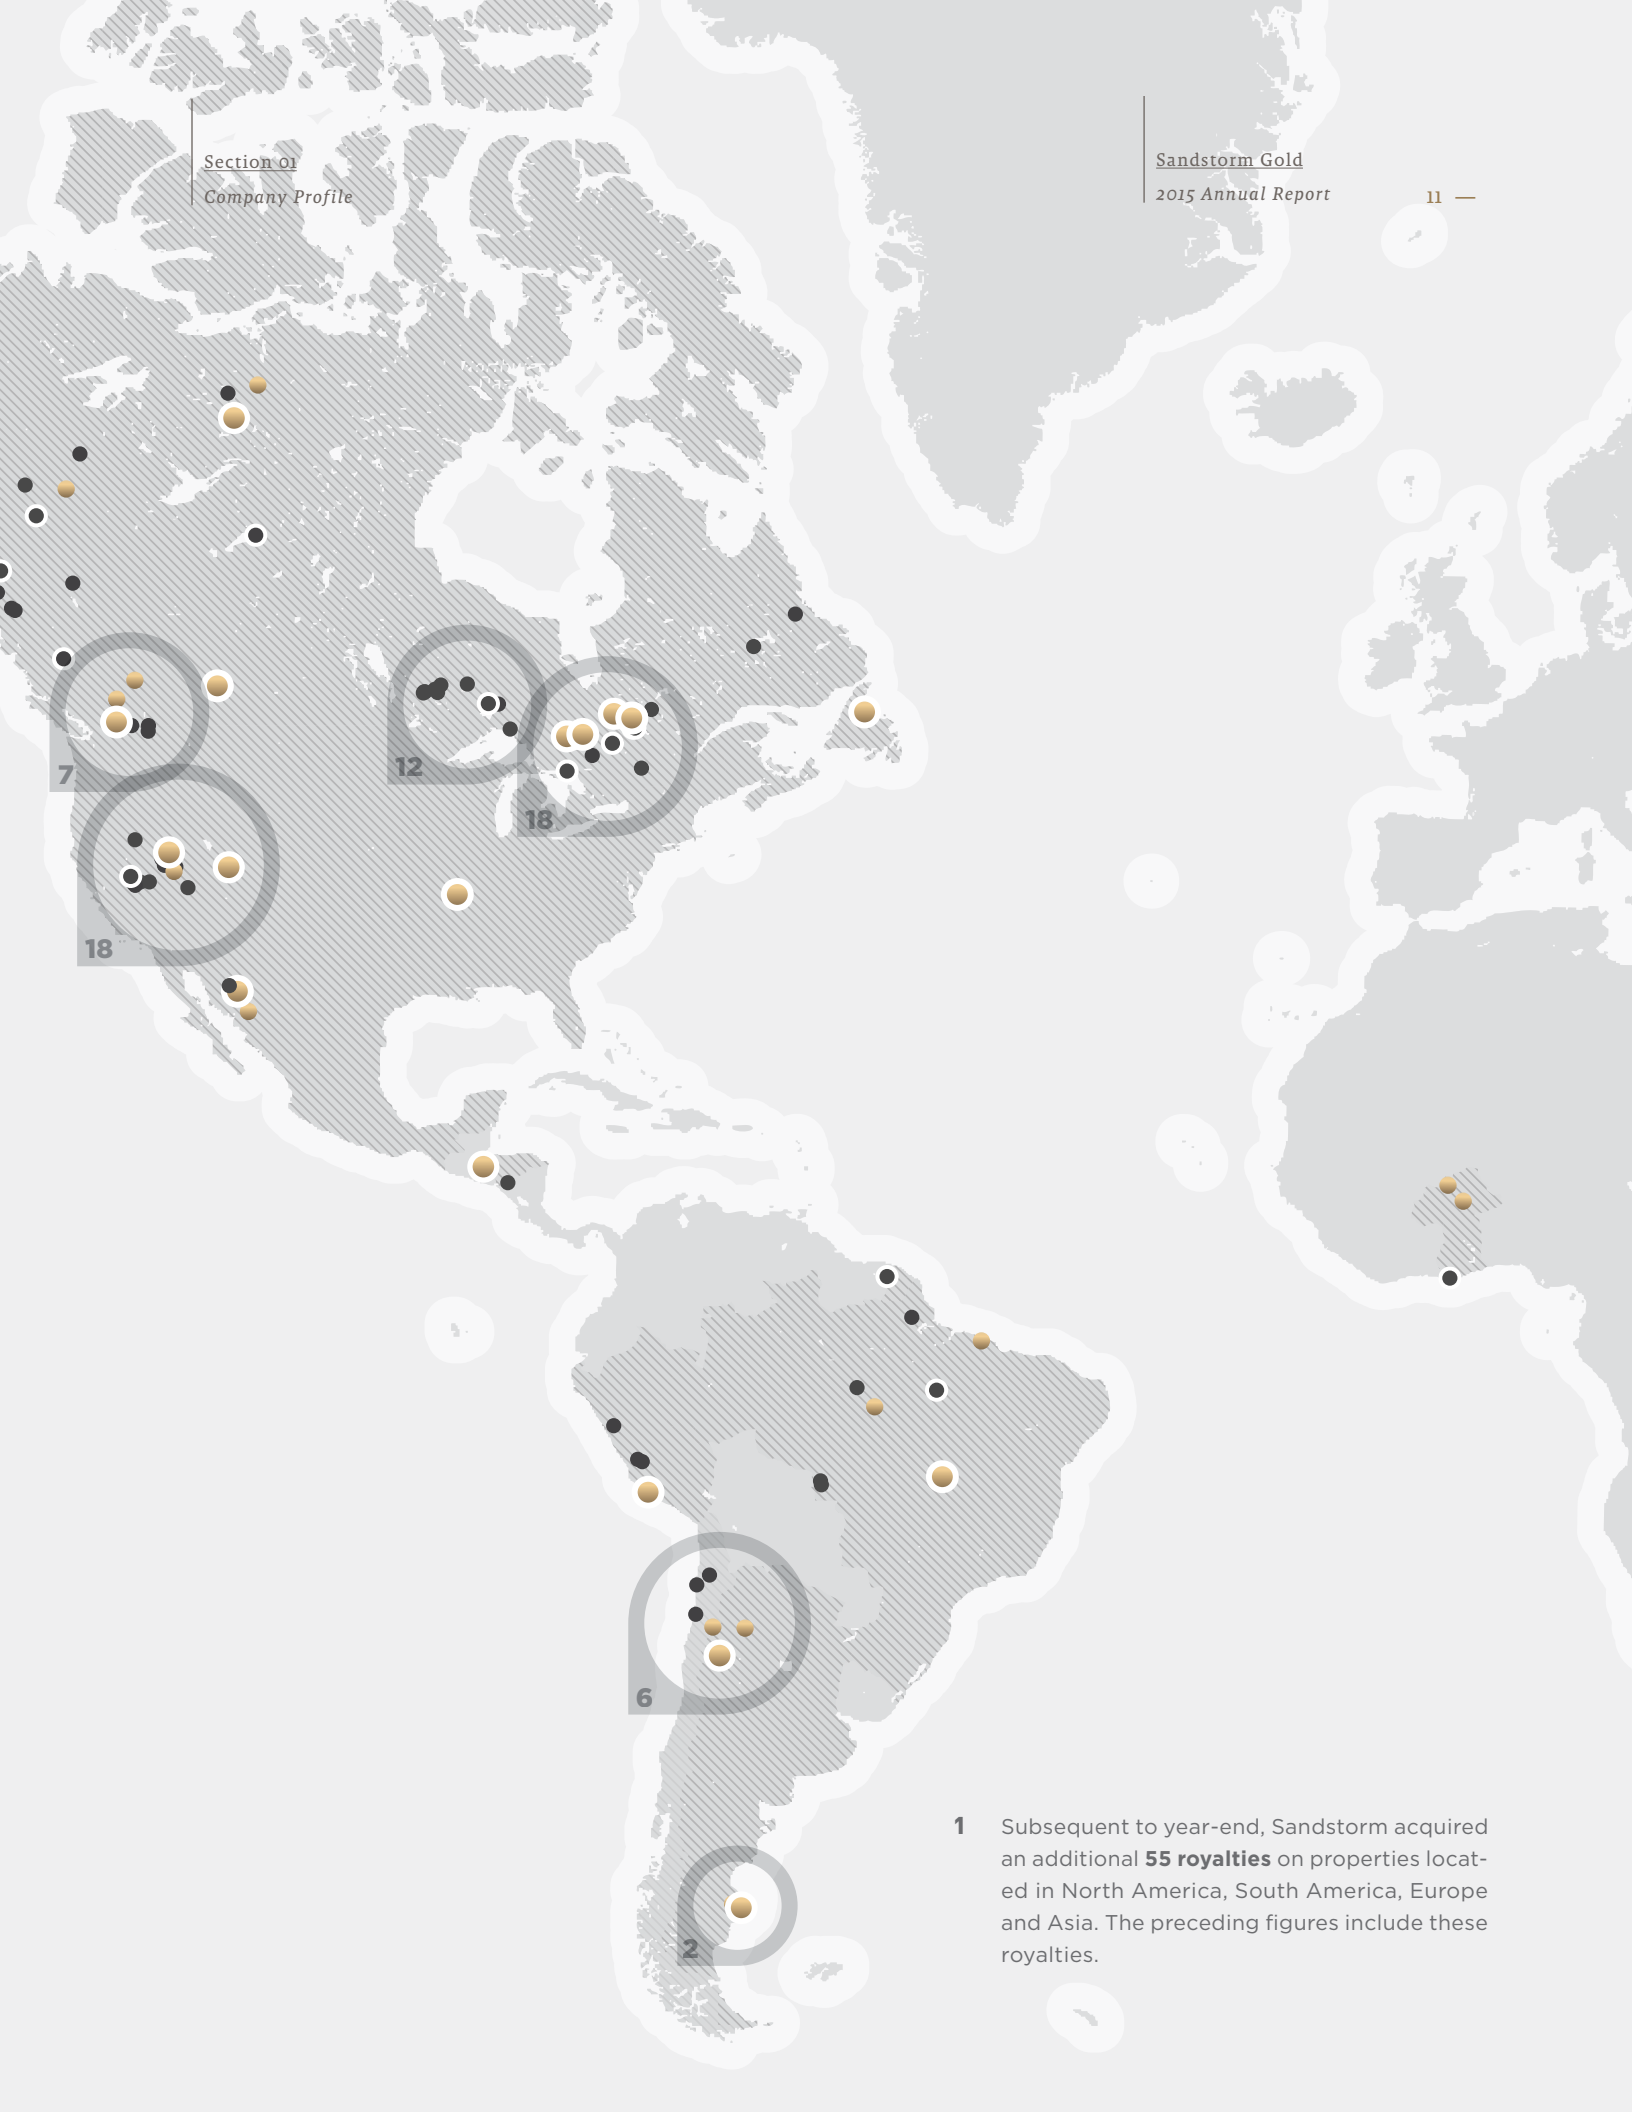 Section 01
Company Profile
Sandstorm Gold
2015 Annual Report
11 —
7
12
18
18
6
2
1 Subsequent to year-end, Sandstorm acquired
an additional 55 royalties on properties locat-
ed in North America, South America, Europe
and Asia. The preceding figures include these
royalties.